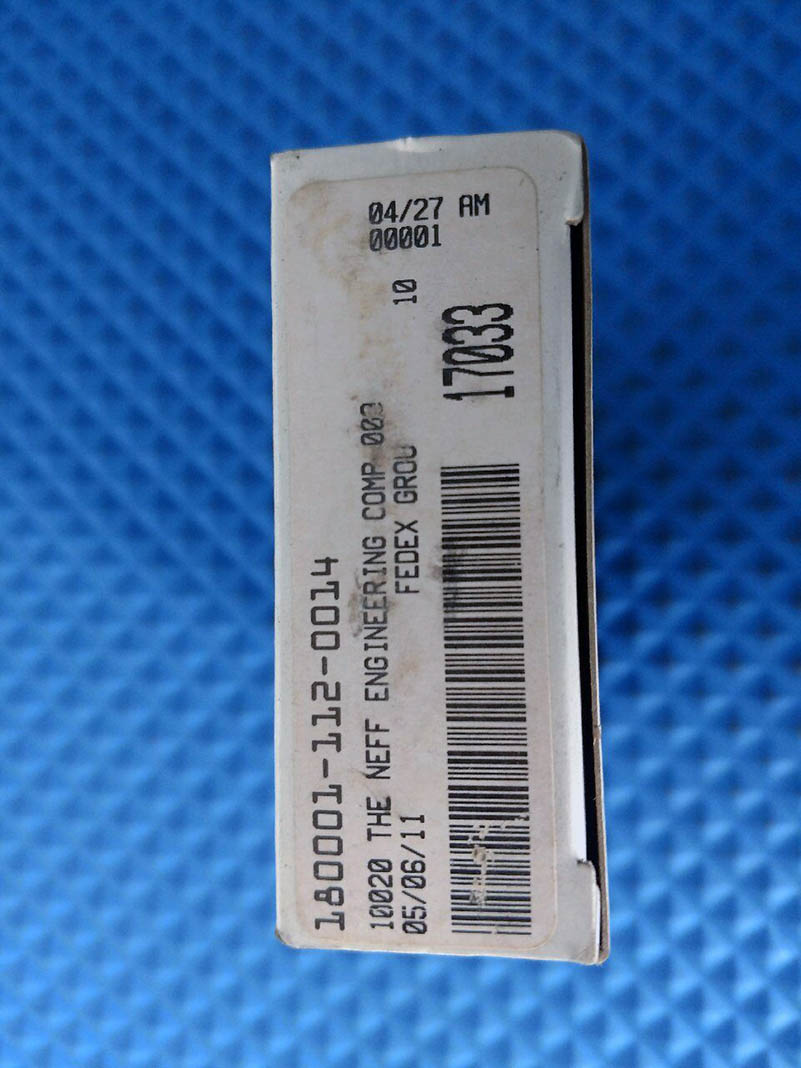 04/27 AM
00001
180001-112-0014
10020 THE NEFF ENGINEERING COMP 003
FEDEX GROU
05/06/11
10
17033